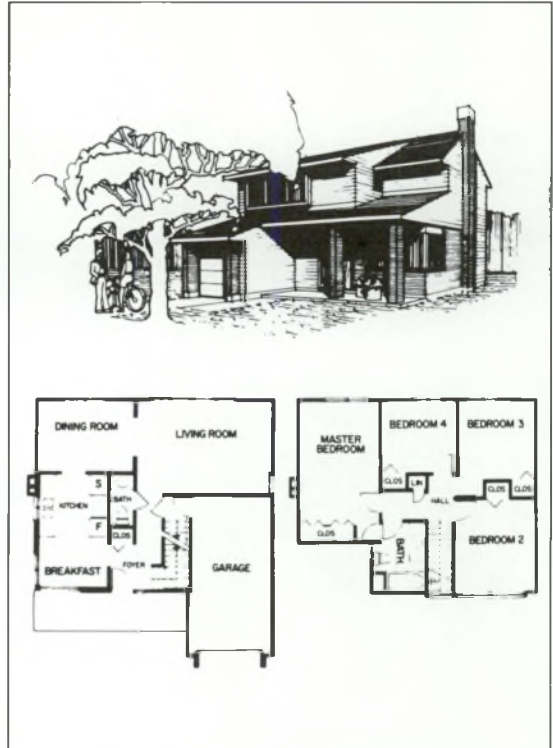 DINING ROOM
LIVING ROOM
S
KITCHEN
BATH
F
CLOS
BREAKFAST
FOYER
GARAGE
MASTER
BEDROOM
BEDROOM 4
BEDROOM 3
CLOS
LIN
HALL
CLOS
CLOS
CLOS
BATH
BEDROOM 2